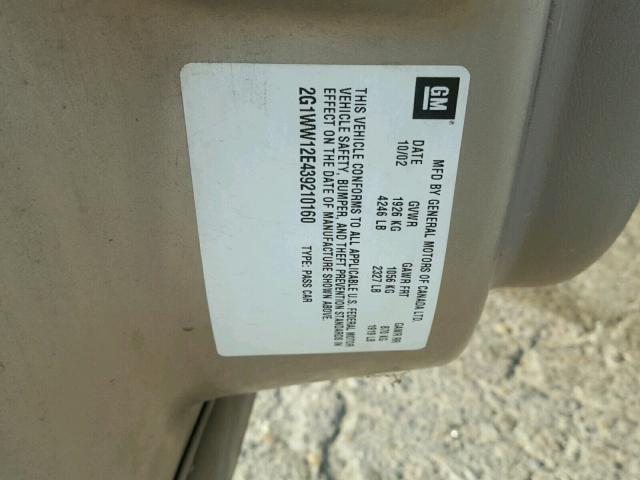 GM
MFD BY GENERAL MOTORS OF CANADA LTD.
DATE GVWR GAWR FRT GAWR RR
10/02 1926 KG 1056 KG 870 KG
4246 LB 2327 LB 1919 LB
THIS VEHICLE CONFORMS TO ALL APPLICABLE U.S. FEDERAL MOTOR
VEHICLE SAFETY, BUMPER, AND THEFT PREVENTION STANDARDS IN
EFFECT ON THE DATE OF MANUFACTURE SHOWN ABOVE.
2G1WW12E439210160 TYPE: PASS CAR